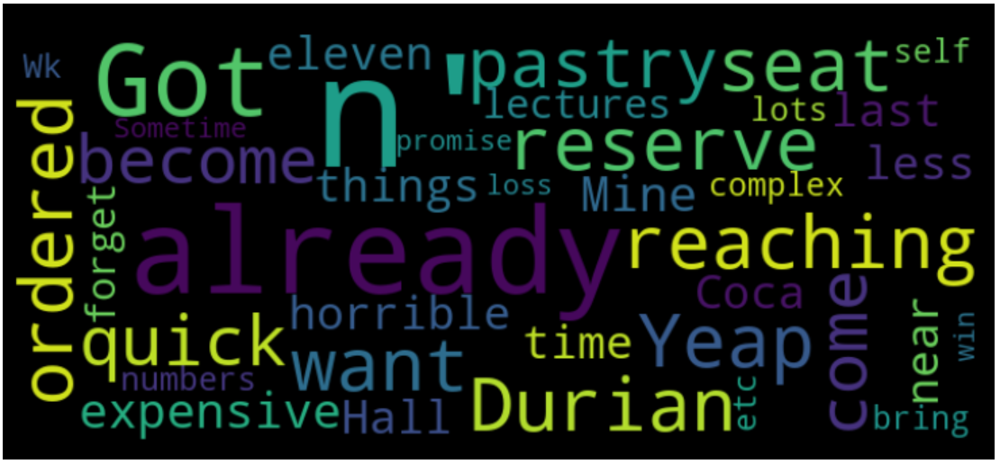 Wk
Got
eleven
n'
pastry
seat
self
lectures
lots
last
Sometime
become
promise
reserve
less
things
loss
Mine
complex
ordered
forget
already
reaching
horrible
Coca
come
near
win
quick
want
time
Yeap
numbers
expensive
Hall
Durian
etc
bring